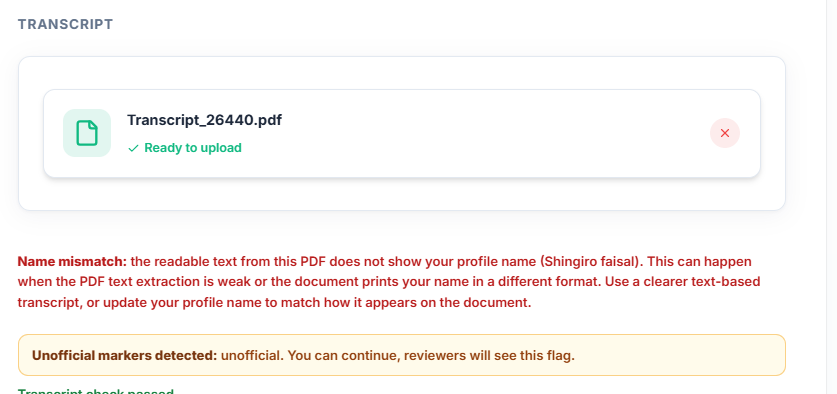 TRANSCRIPT
Transcript_26440.pdf
Ready to upload
Name mismatch: the readable text from this PDF does not show your profile name (Shingiro faisal). This can happen
when the PDF text extraction is weak or the document prints your name in a different format. Use a clearer text-based
transcript, or update your profile name to match how it appears on the document.
Unofficial markers detected: unofficial. You can continue, reviewers will see this flag.
Transcript check passed